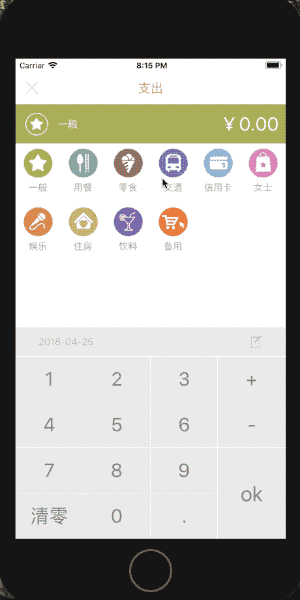 Carrier 8:15 PM
支出
一般 ¥ 0.00
一般 用餐 零食 交通 信用卡 女士
娱乐 住房 饮料 备用
2018-04-25
1 2 3 +
4 5 6 -
7 8 9
ok
清零 0 .